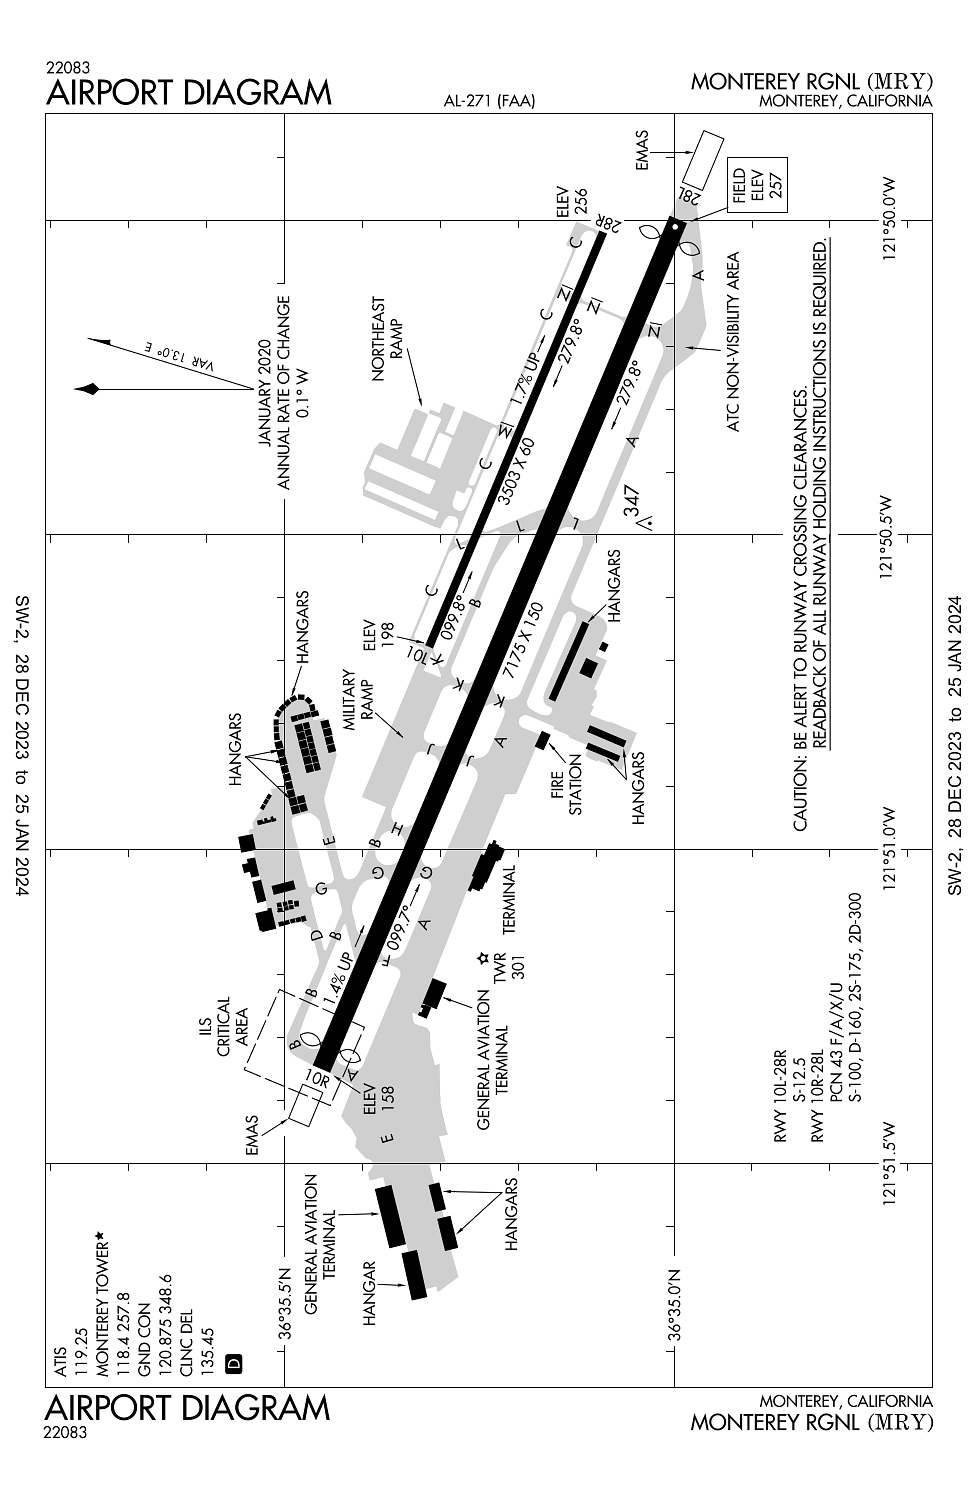 22083
AIRPORT DIAGRAM
AL-271 (FAA)
MONTEREY RGNL (MRY)
MONTEREY, CALIFORNIA
EMAS
28L
FIELD
ELEV
257
121°50.0'W
ELEV
256
28R
C
A
ATC NON-VISIBILITY AREA
VAR 13.0° E
JANUARY 2020
ANNUAL RATE OF CHANGE
0.1° W
NORTHEAST
RAMP
C
N
N
N
1.7% UP
279.8°
279.8°
M
C
3503 X 60
A
347
L
L
L
121°50.5'W
C
099.8°
B
ELEV
198
10L
K
K
K
7175 X 150
HANGARS
HANGARS
MILITARY
RAMP
HANGARS
J
J
A
FIRE
STATION
HANGARS
CAUTION: BE ALERT TO RUNWAY CROSSING CLEARANCES.
READBACK OF ALL RUNWAY HOLDING INSTRUCTIONS IS REQUIRED.
E
B
H
121°51.0'W
G
G
G
A
TERMINAL
D
B
F
099.7°
1.4% UP
TWR
301
B
B
ILS
CRITICAL
AREA
GENERAL AVIATION
TERMINAL
10R
A
ELEV
158
EMAS
E
RWY 10L-28R
S-12.5
RWY 10R-28L
PCN 43 F/A/X/U
S-100, D-160, 2S-175, 2D-300
121°51.5'W
GENERAL AVIATION
TERMINAL
HANGARS
HANGAR
36°35.5'N
36°35.0'N
ATIS
119.25
MONTEREY TOWER★
118.4 257.8
GND CON
120.875 348.6
CLNC DEL
135.45
D
SW-2, 28 DEC 2023 to 25 JAN 2024
SW-2, 28 DEC 2023 to 25 JAN 2024
AIRPORT DIAGRAM
22083
MONTEREY, CALIFORNIA
MONTEREY RGNL (MRY)